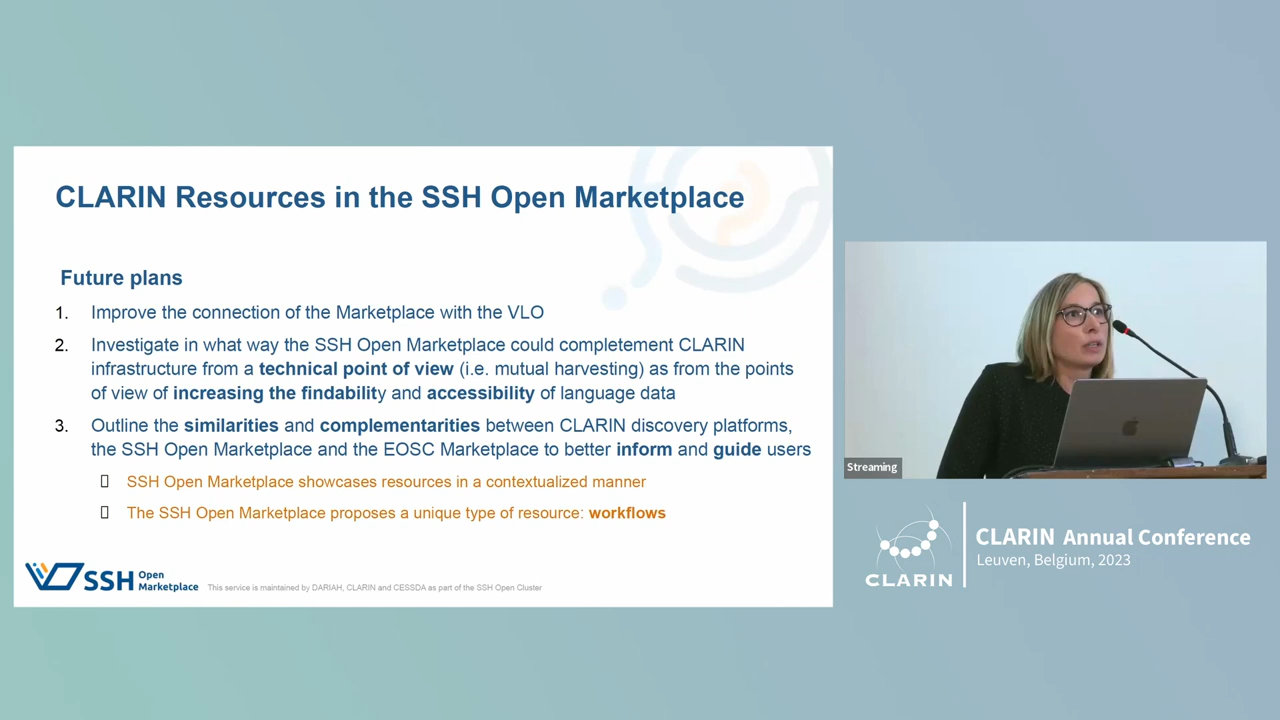 CLARIN Resources in the SSH Open Marketplace
Future plans
1. Improve the connection of the Marketplace with the VLO
2. Investigate in what way the SSH Open Marketplace could completement CLARIN
infrastructure from a technical point of view (i.e. mutual harvesting) as from the points
of view of increasing the findability and accessibility of language data
3. Outline the similarities and complementarities between CLARIN discovery platforms,
the SSH Open Marketplace and the EOSC Marketplace to better inform and guide users
SSH Open Marketplace showcases resources in a contextualized manner
The SSH Open Marketplace proposes a unique type of resource: workflows
SSH Open
Marketplace
This service is maintained by DARIAH, CLARIN and CESSDA as part of the SSH Open Cluster
Streaming
CLARIN
CLARIN Annual Conference
Leuven, Belgium, 2023